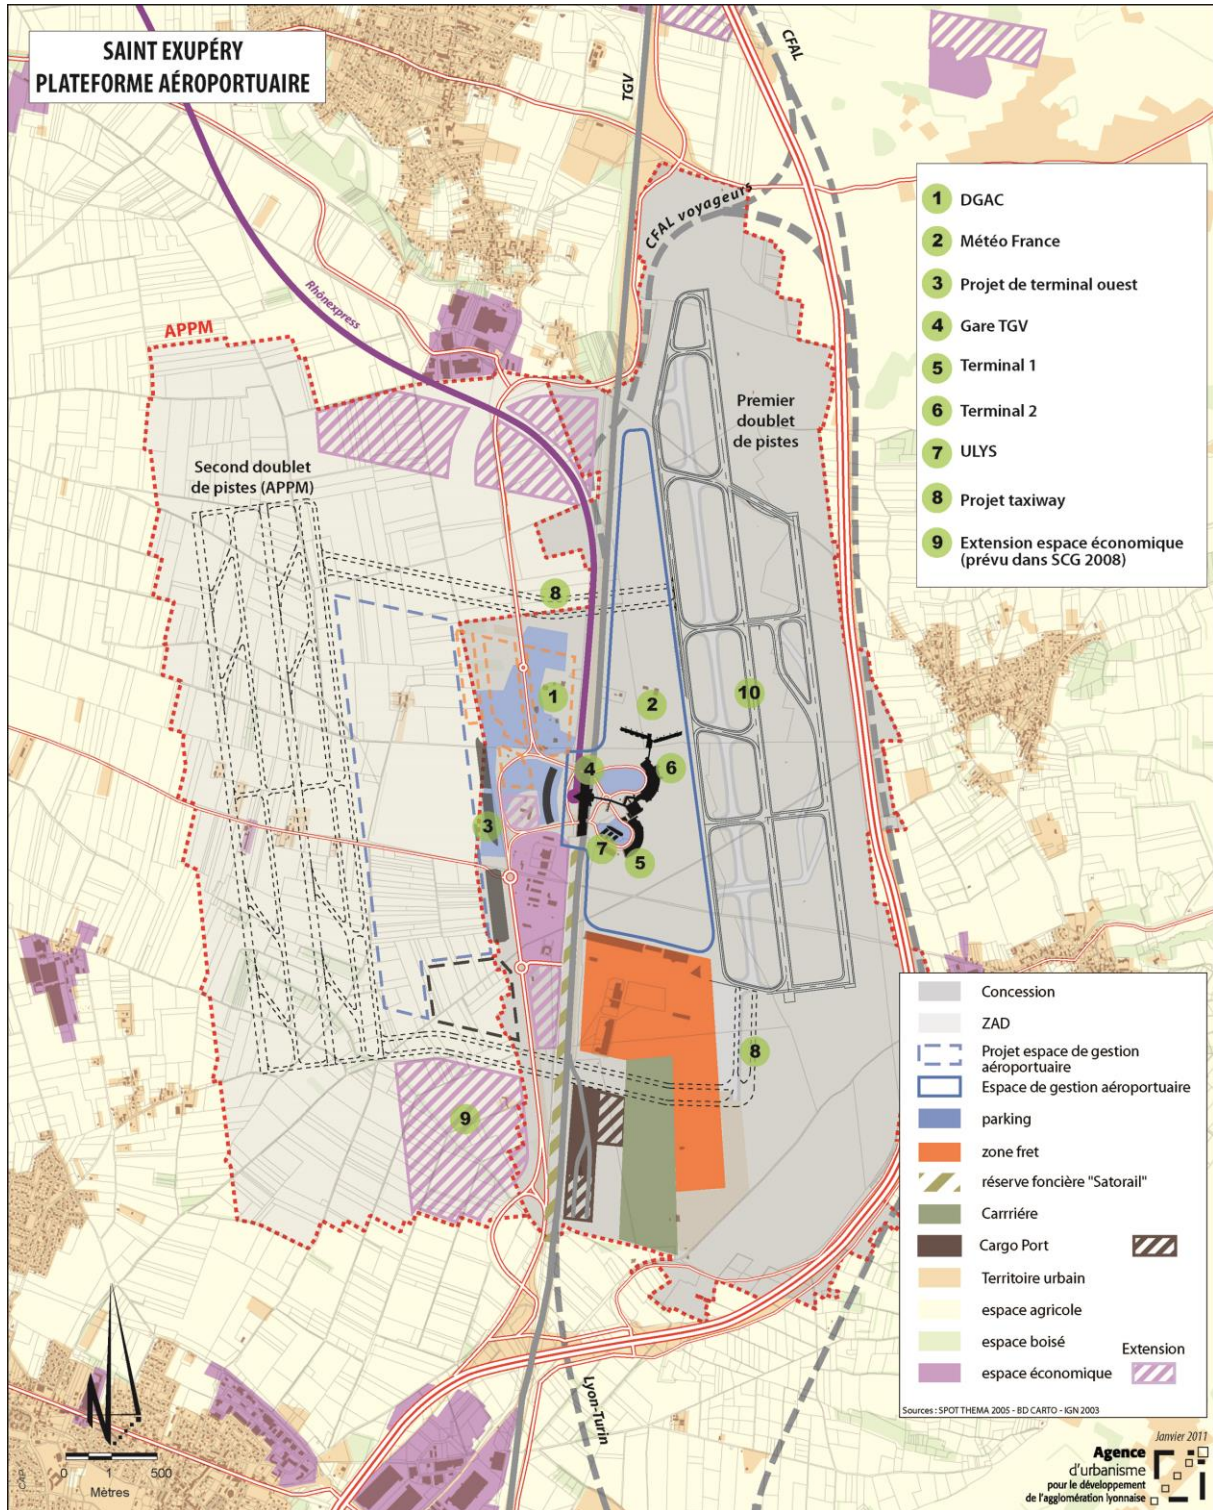 SAINT EXUPÉRY
PLATEFORME AÉROPORTUAIRE
TGV
CFAL
CFAL voyageurs
Rhônexpress
APPM
1 DGAC
2 Météo France
3 Projet de terminal ouest
4 Gare TGV
5 Terminal 1
6 Terminal 2
7 ULYS
8 Projet taxiway
9 Extension espace économique
(prévu dans SCG 2008)
Premier
doublet
de pistes
Second doublet
de pistes (APPM)
8
1
2
10
4
6
3
7
5
8
9
Concession
ZAD
Projet espace de gestion
aéroportuaire
Espace de gestion aéroportuaire
parking
zone fret
réserve foncière "Satorail"
Carrriére
Cargo Port
Territoire urbain
espace agricole
espace boisé
Extension
espace économique
Sources : SPOT THEMA 2005 - BD CARTO - IGN 2003
Lyon-Turin
N
0 1 500
Mètres
CAP
Janvier 2011
Agence
d'urbanisme
pour le développement
de l'agglomération lyonnaise